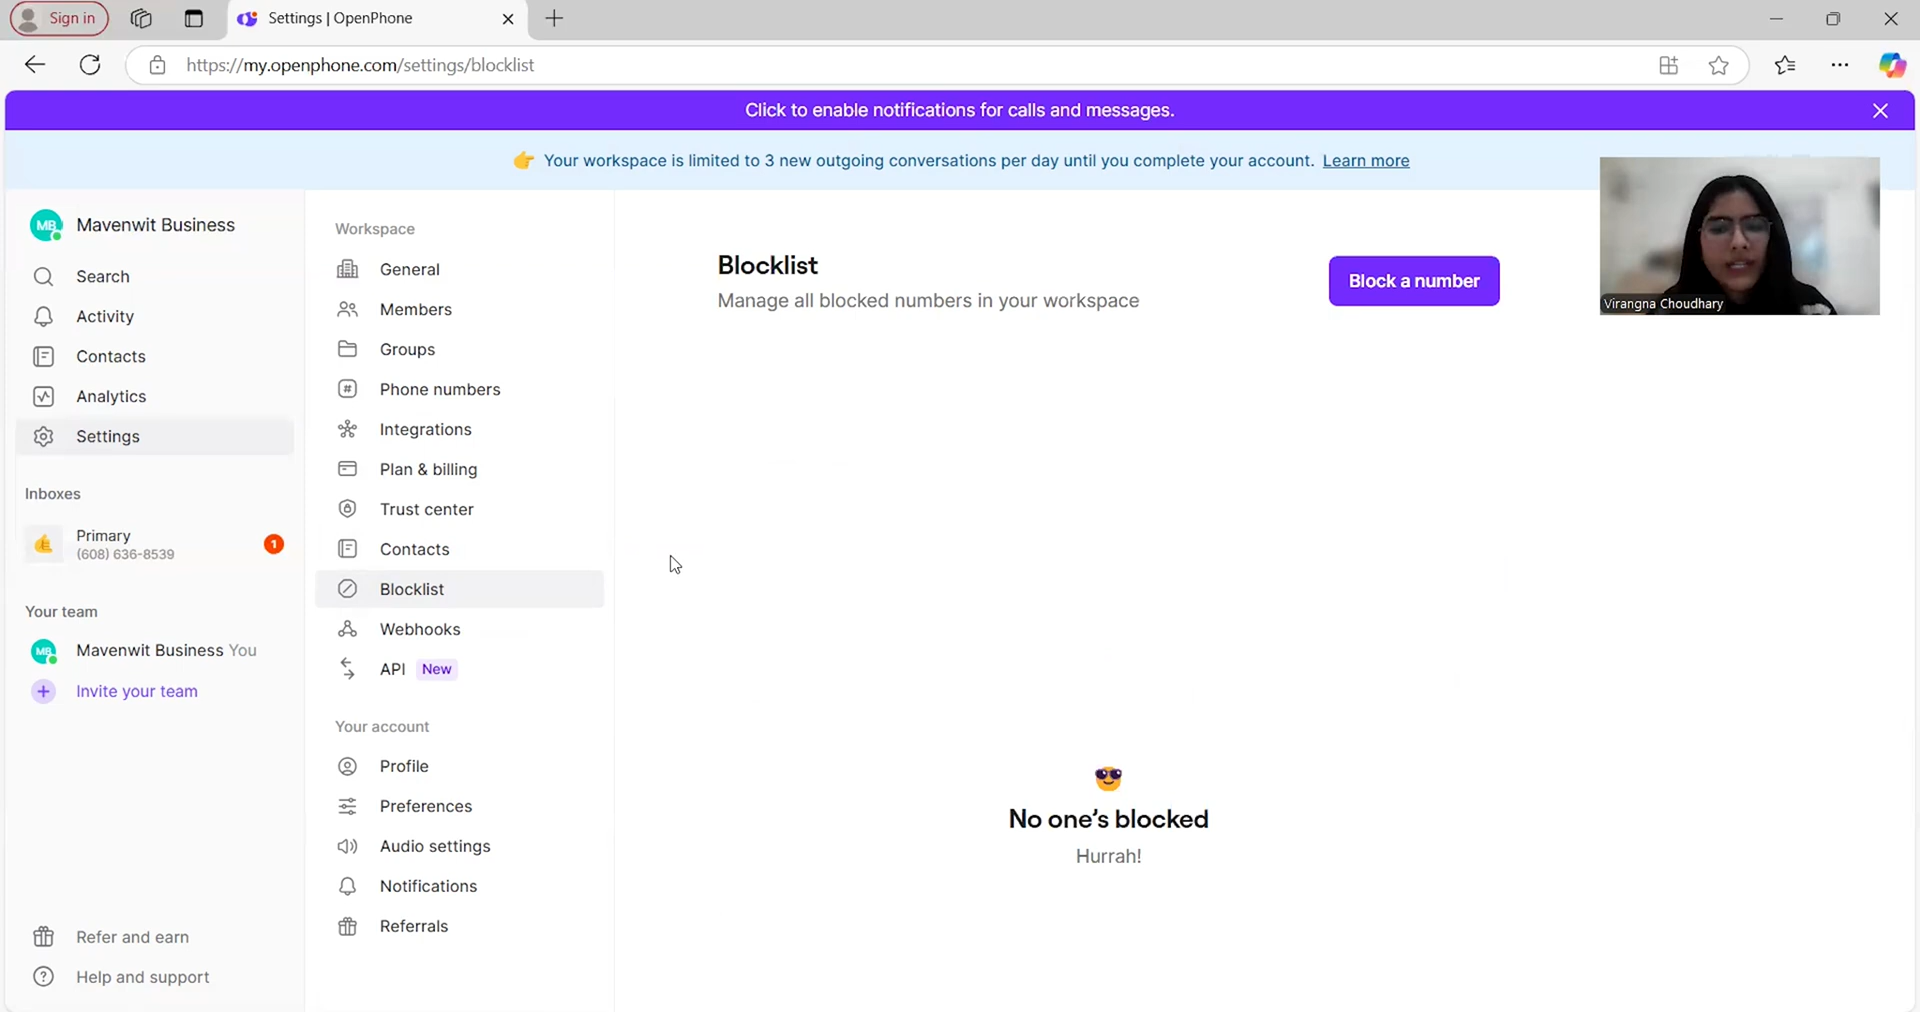 Sign in
Settings | OpenPhone
https://my.openphone.com/settings/blocklist
Click to enable notifications for calls and messages.
Your workspace is limited to 3 new outgoing conversations per day until you complete your account. Learn more
MB Mavenwit Business
Search
Activity
Contacts
Analytics
Settings
Inboxes
Primary
(608) 636-8539
1
Your team
MB Mavenwit Business You
Invite your team
Refer and earn
Help and support
Workspace
General
Members
Groups
Phone numbers
Integrations
Plan & billing
Trust center
Contacts
Blocklist
Webhooks
API New
Your account
Profile
Preferences
Audio settings
Notifications
Referrals
Blocklist
Manage all blocked numbers in your workspace
Block a number
Virangna Choudhary
No one's blocked
Hurrah!